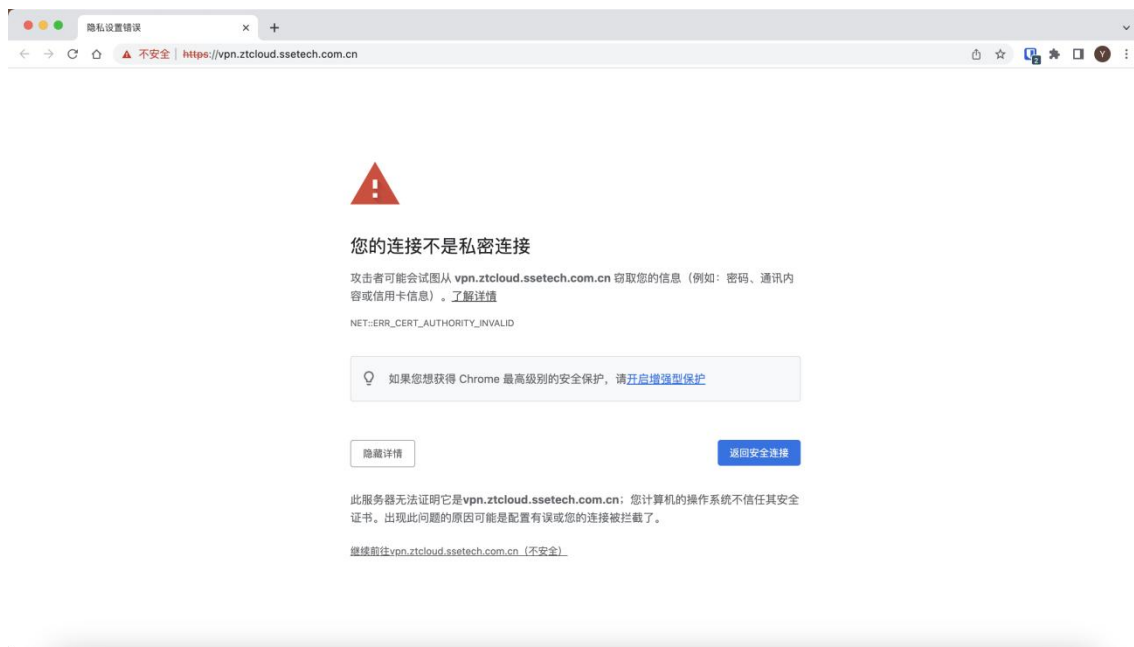 隐私设置错误
不安全 | https://vpn.ztcloud.ssetech.com.cn
2
Y
您的连接不是私密连接
攻击者可能会试图从 vpn.ztcloud.ssetech.com.cn 窃取您的信息（例如：密码、通讯内
容或信用卡信息）。了解详情
NET::ERR_CERT_AUTHORITY_INVALID
如果您想获得 Chrome 最高级别的安全保护，请开启增强型保护
隐藏详情
返回安全连接
此服务器无法证明它是vpn.ztcloud.ssetech.com.cn；您计算机的操作系统不信任其安全
证书。出现此问题的原因可能是配置有误或您的连接被拦截了。
继续前往vpn.ztcloud.ssetech.com.cn（不安全）